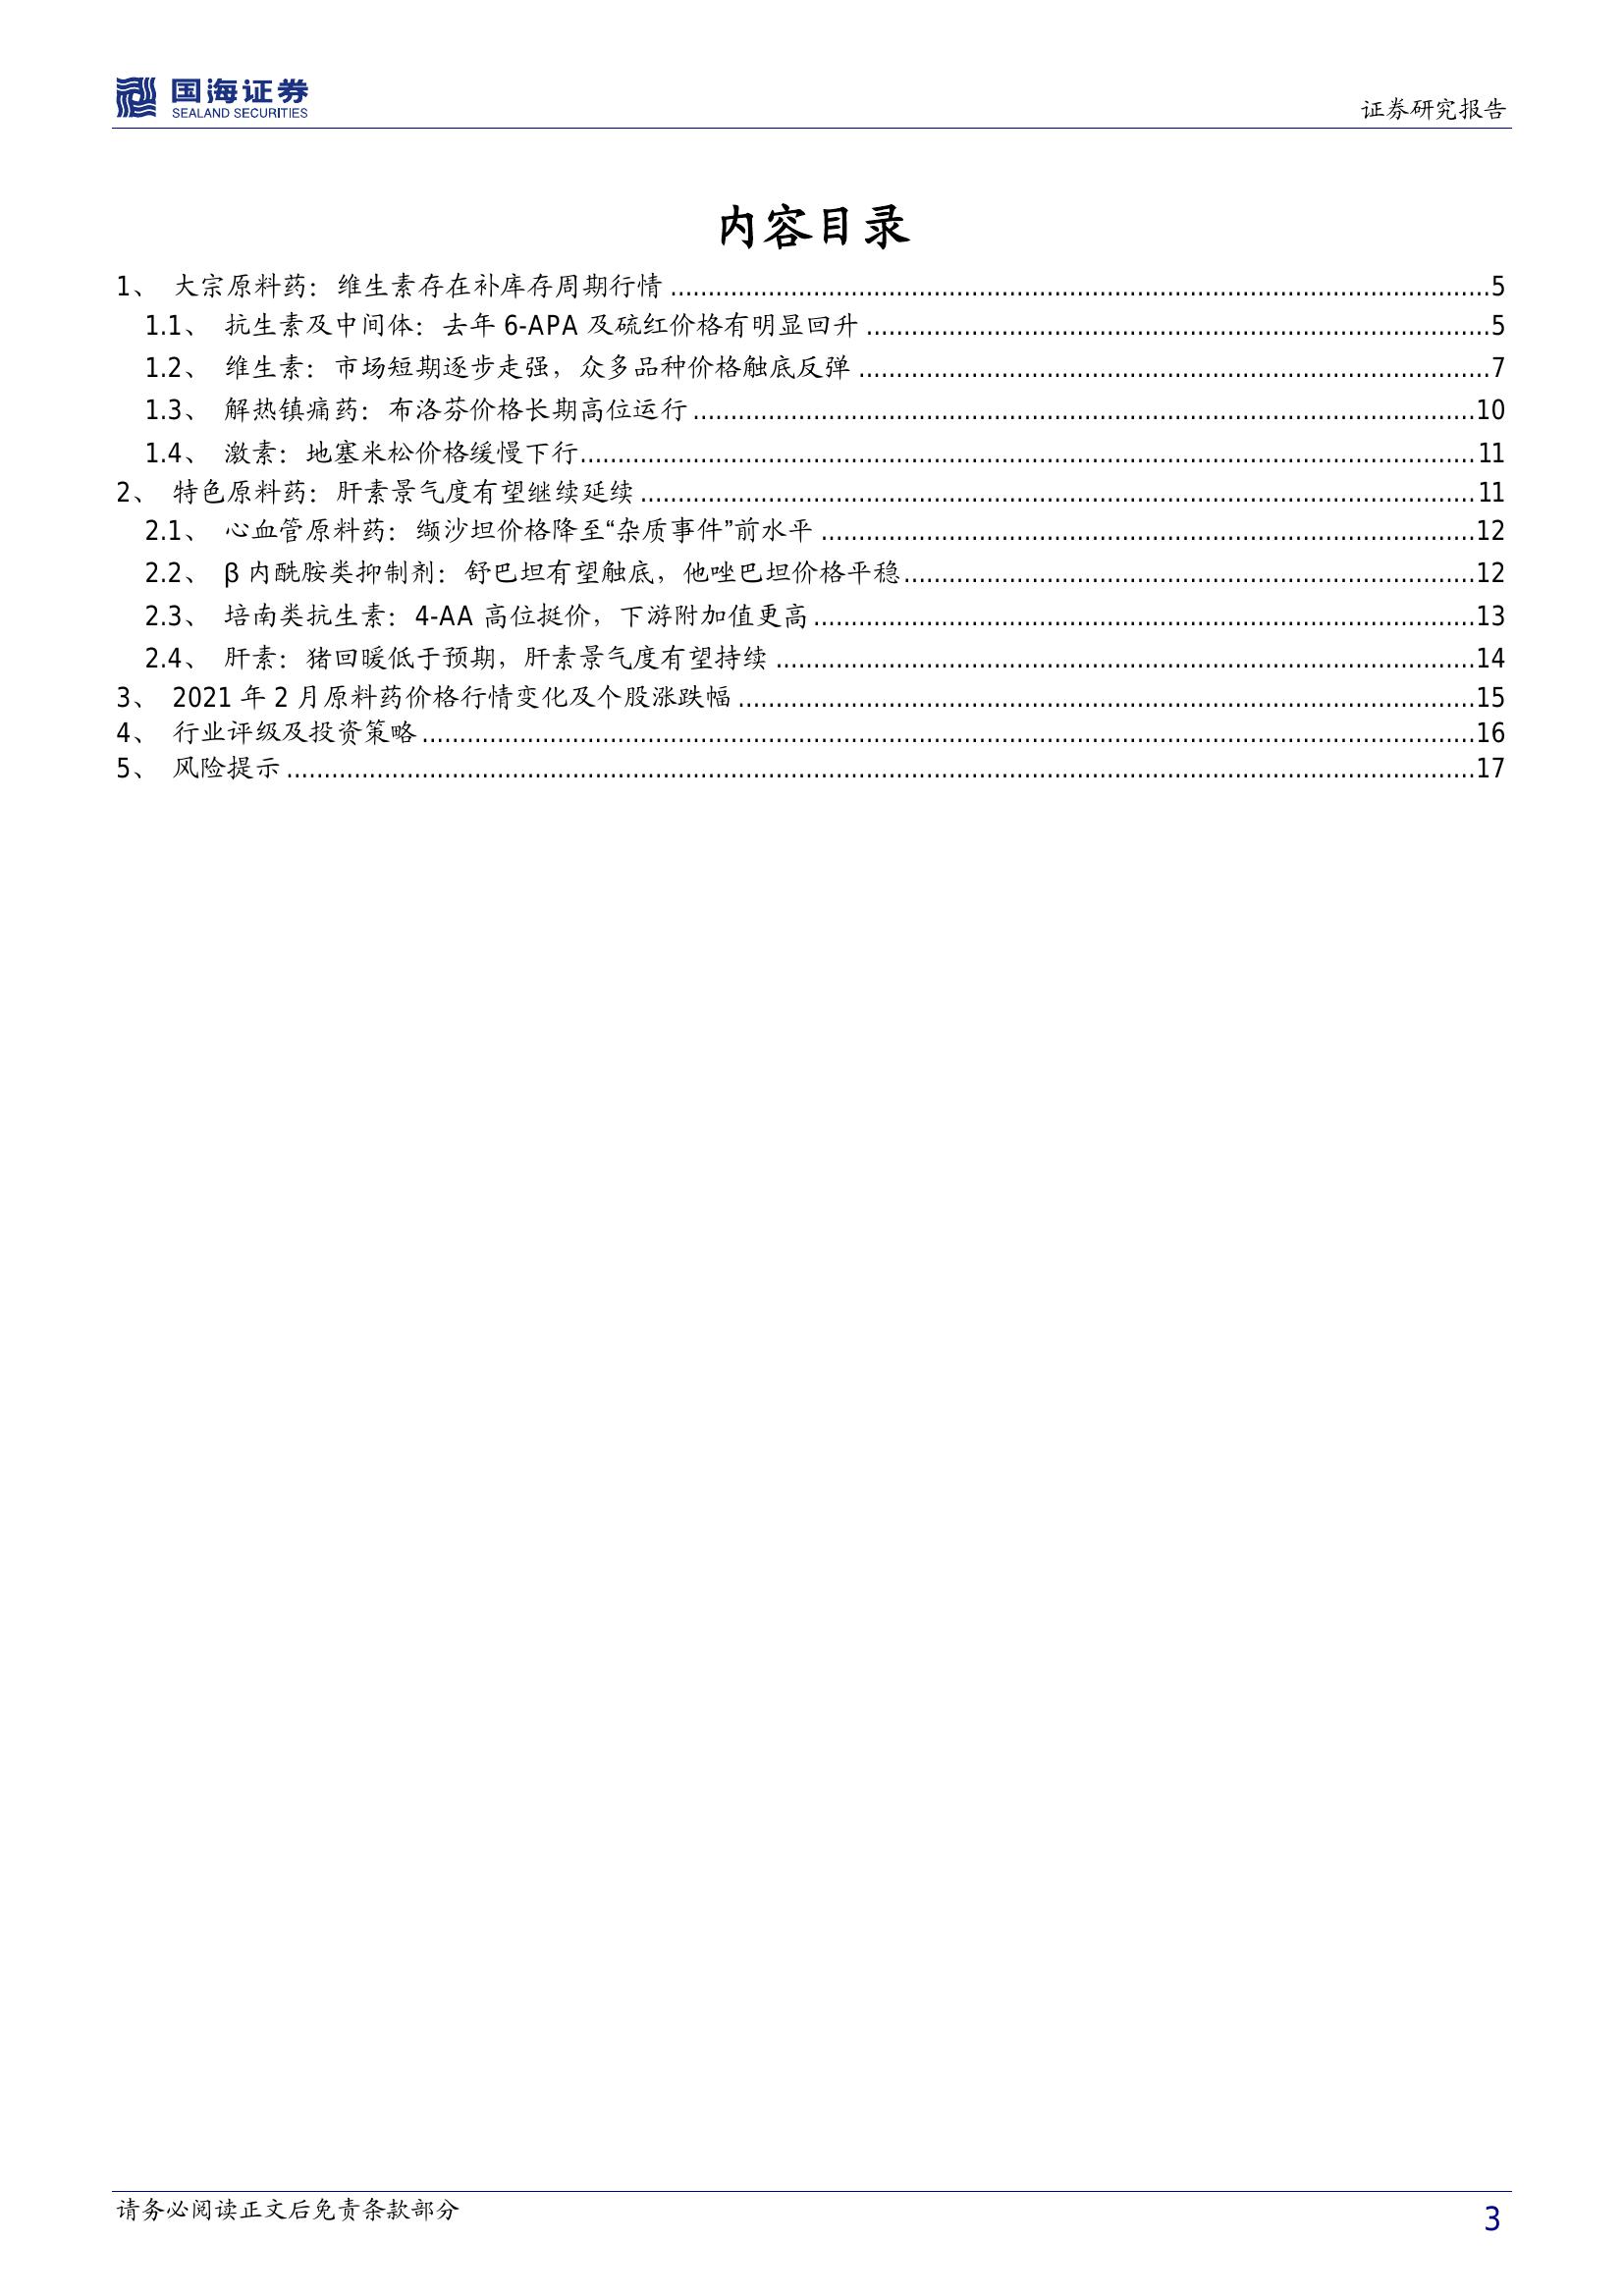 国海证券
SEALAND SECURITIES
证券研究报告
内容目录
1、 大宗原料药：维生素存在补库存周期行情 ........ 5
1.1、 抗生素及中间体：去年 6-APA 及硫红价格有明显回升 ........ 5
1.2、 维生素：市场短期逐步走强，众多品种价格触底反弹 ........ 7
1.3、 解热镇痛药：布洛芬价格长期高位运行 ........ 10
1.4、 激素：地塞米松价格缓慢下行 ........ 11
2、 特色原料药：肝素景气度有望继续延续 ........ 11
2.1、 心血管原料药：缬沙坦价格降至“杂质事件”前水平 ........ 12
2.2、 β 内酰胺类抑制剂：舒巴坦有望触底，他唑巴坦价格平稳 ........ 12
2.3、 培南类抗生素：4-AA 高位挺价，下游附加值更高 ........ 13
2.4、 肝素：猪回暖低于预期，肝素景气度有望持续 ........ 14
3、 2021 年 2 月原料药价格行情变化及个股涨跌幅 ........ 15
4、 行业评级及投资策略 ........ 16
5、 风险提示 ........ 17
请务必阅读正文后免责条款部分
3